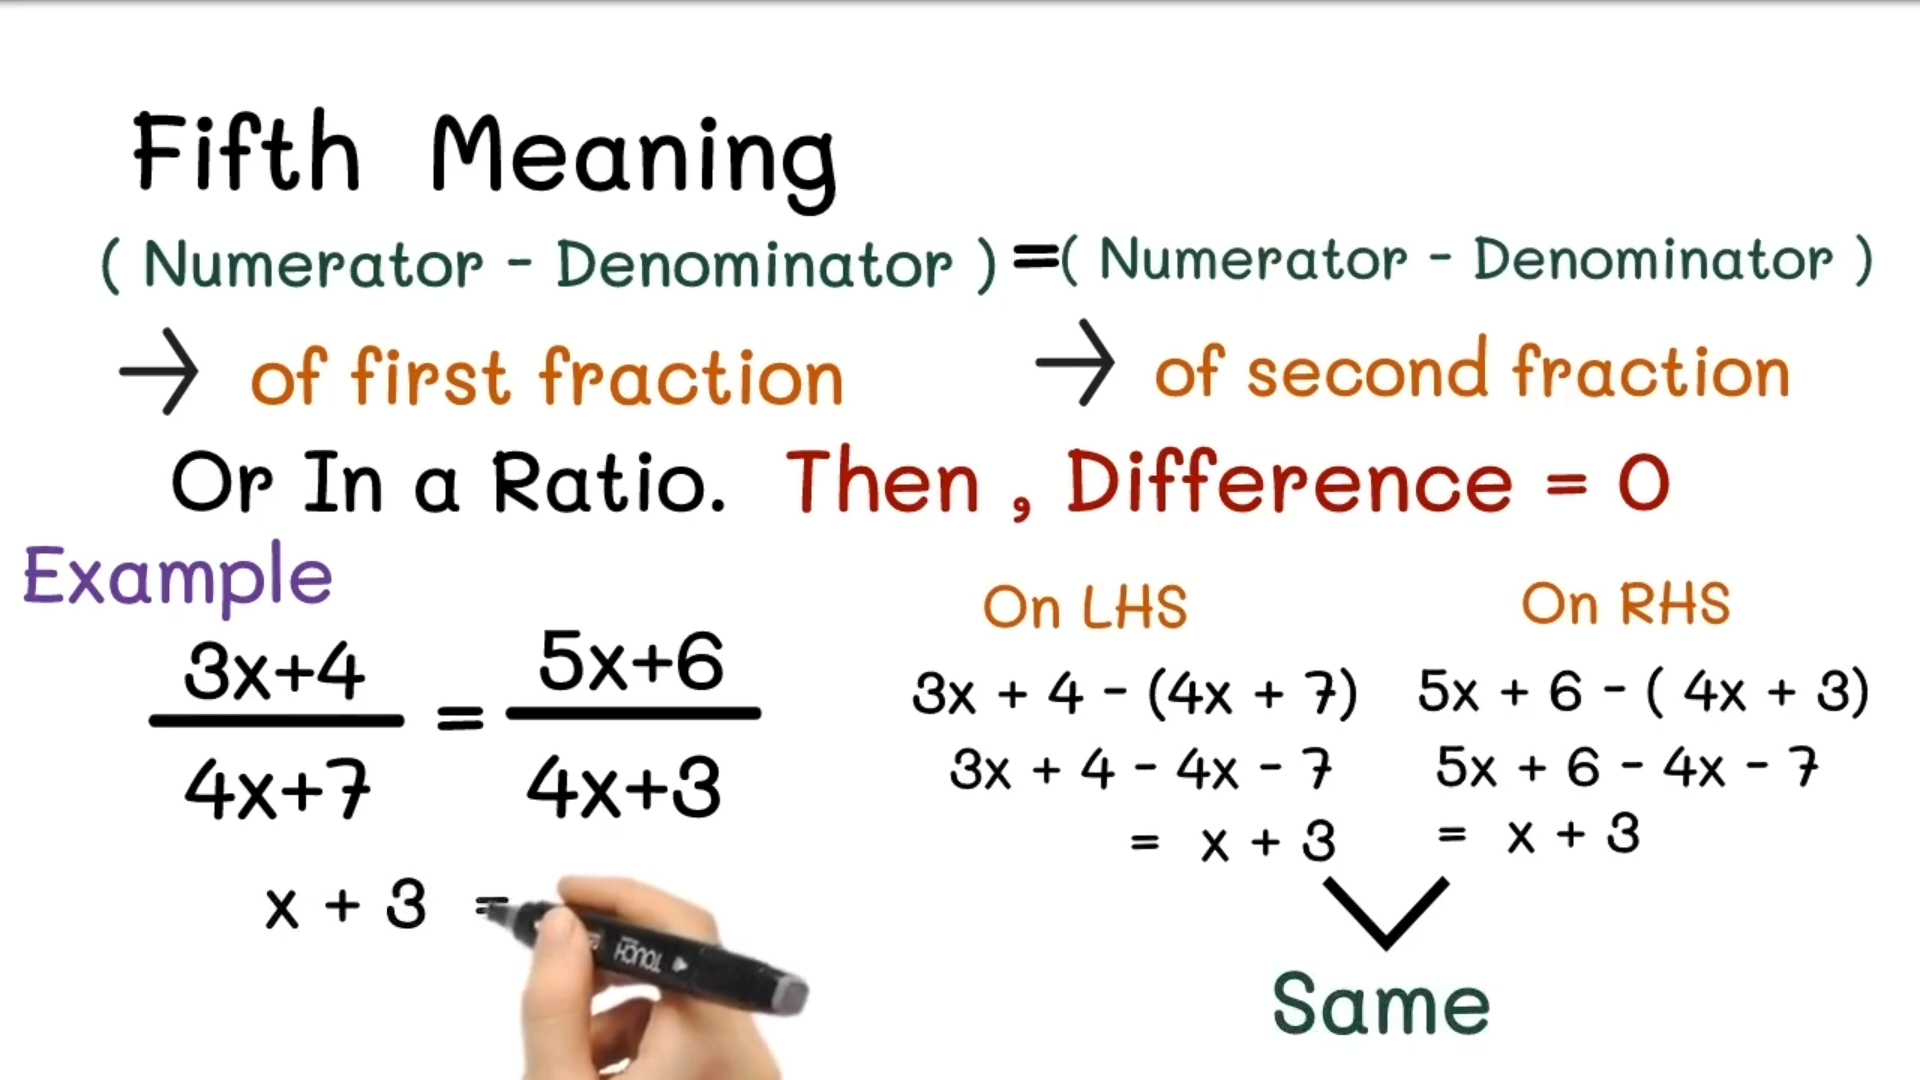 Fifth Meaning
( Numerator - Denominator ) = ( Numerator - Denominator )
→ of first fraction → of second fraction
Or In a Ratio. Then , Difference = 0
Example
3x+4 / 4x+7 = 5x+6 / 4x+3
x + 3 =
On LHS
3x + 4 - (4x + 7)
3x + 4 - 4x - 7
= x + 3
On RHS
5x + 6 - ( 4x + 3)
5x + 6 - 4x - 7
= x + 3
Same
TOUCH